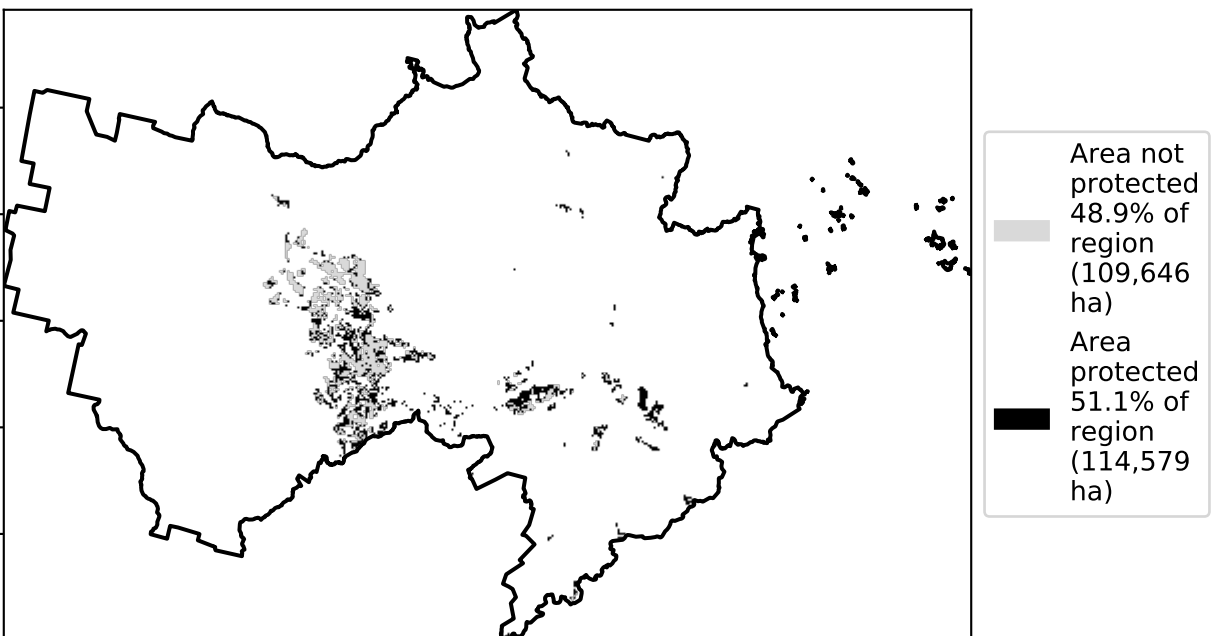 Area not
protected
48.9% of
region
(109,646
ha)
Area
protected
51.1% of
region
(114,579
ha)